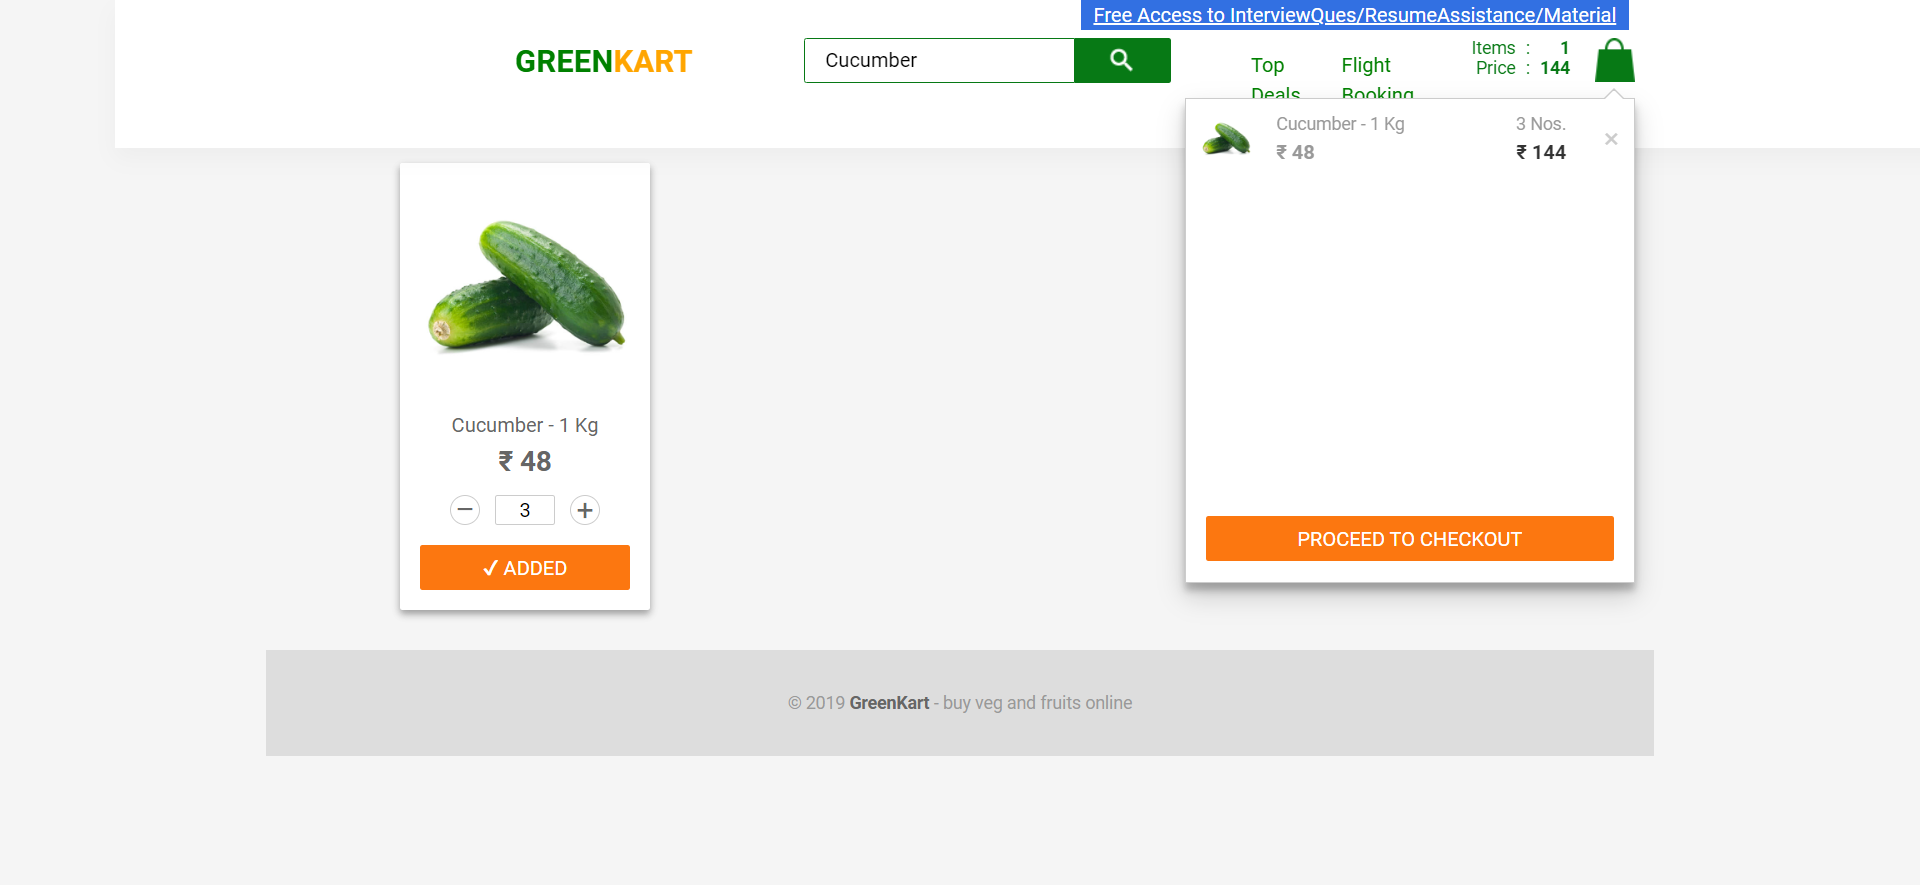 Free Access to InterviewQues/ResumeAssistance/Material
GREENKART
Cucumber
Top
Deals
Flight
Booking
Items : 1
Price : 144
Cucumber - 1 Kg
₹ 48
3 Nos.
₹ 144
×
PROCEED TO CHECKOUT
Cucumber - 1 Kg
₹ 48
− 3 +
✓ ADDED
© 2019 GreenKart - buy veg and fruits online